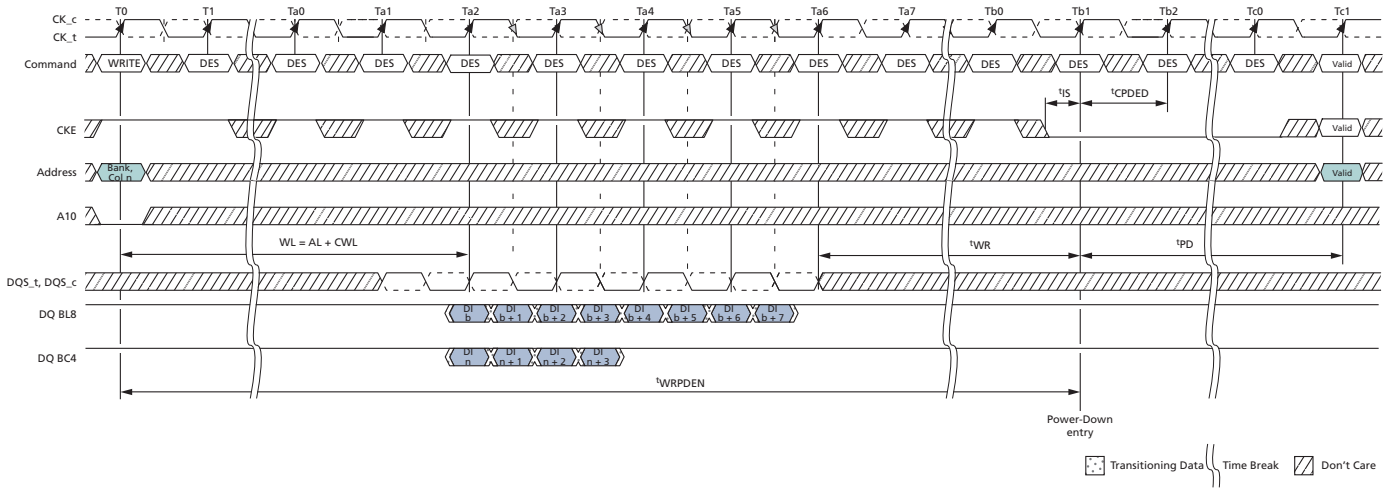 T0 T1 Ta0 Ta1 Ta2 Ta3 Ta4 Ta5 Ta6 Ta7 Tb0 Tb1 Tb2 Tc0 Tc1
CK_c
CK_t
Command WRITE DES DES DES DES DES DES DES DES DES DES DES DES DES Valid
tIS tCPDED
CKE Valid
Address Bank, Valid
Col n
A10
WL = AL + CWL tWR tPD
DQS_t, DQS_c
DQ BL8 DI DI DI DI DI DI DI DI
b b + 1 b + 2 b + 3 b + 4 b + 5 b + 6 b + 7
DQ BC4 DI DI DI DI
n n + 1 n + 2 n + 3
tWRPDEN
Power-Down
entry
Transitioning Data Time Break Don't Care